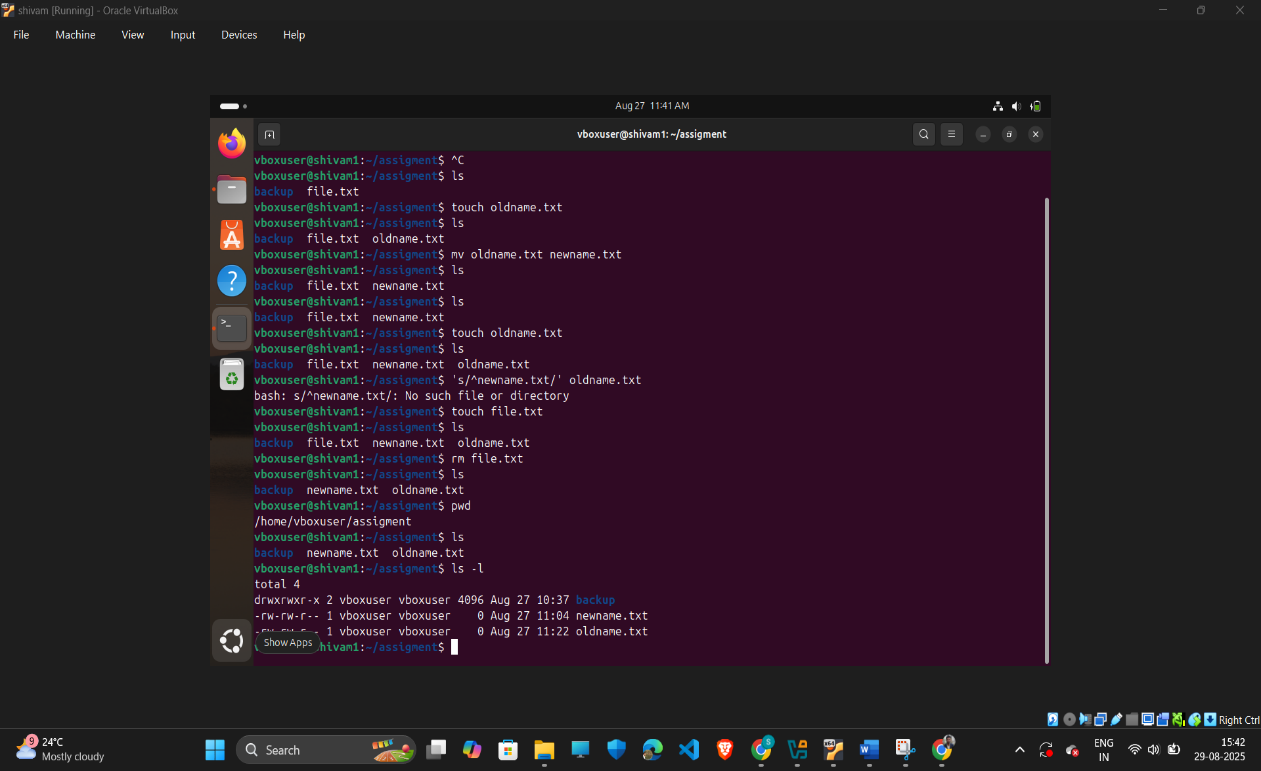 shivam [Running] - Oracle VirtualBox
File Machine View Input Devices Help
Aug 27 11:41 AM
vboxuser@shivam1: ~/assigment
vboxuser@shivam1:~/assigment$ ^C
vboxuser@shivam1:~/assigment$ ls
backup file.txt
vboxuser@shivam1:~/assigment$ touch oldname.txt
vboxuser@shivam1:~/assigment$ ls
backup file.txt oldname.txt
vboxuser@shivam1:~/assigment$ mv oldname.txt newname.txt
vboxuser@shivam1:~/assigment$ ls
backup file.txt newname.txt
vboxuser@shivam1:~/assigment$ ls
backup file.txt newname.txt
vboxuser@shivam1:~/assigment$ touch oldname.txt
vboxuser@shivam1:~/assigment$ ls
backup file.txt newname.txt oldname.txt
vboxuser@shivam1:~/assigment$ 's/^newname.txt/' oldname.txt
bash: s/^newname.txt/: No such file or directory
vboxuser@shivam1:~/assigment$ touch file.txt
vboxuser@shivam1:~/assigment$ ls
backup file.txt newname.txt oldname.txt
vboxuser@shivam1:~/assigment$ rm file.txt
vboxuser@shivam1:~/assigment$ ls
backup newname.txt oldname.txt
vboxuser@shivam1:~/assigment$ pwd
/home/vboxuser/assigment
vboxuser@shivam1:~/assigment$ ls
backup newname.txt oldname.txt
vboxuser@shivam1:~/assigment$ ls -l
total 4
drwxrwxr-x 2 vboxuser vboxuser 4096 Aug 27 10:37 backup
-rw-rw-r-- 1 vboxuser vboxuser 0 Aug 27 11:04 newname.txt
-rw-rw-r-- 1 vboxuser vboxuser 0 Aug 27 11:22 oldname.txt
Show Apps hivam1:~/assigment$
Right Ctrl
9
24°C
Mostly cloudy
Search
ENG
IN
15:42
29-08-2025